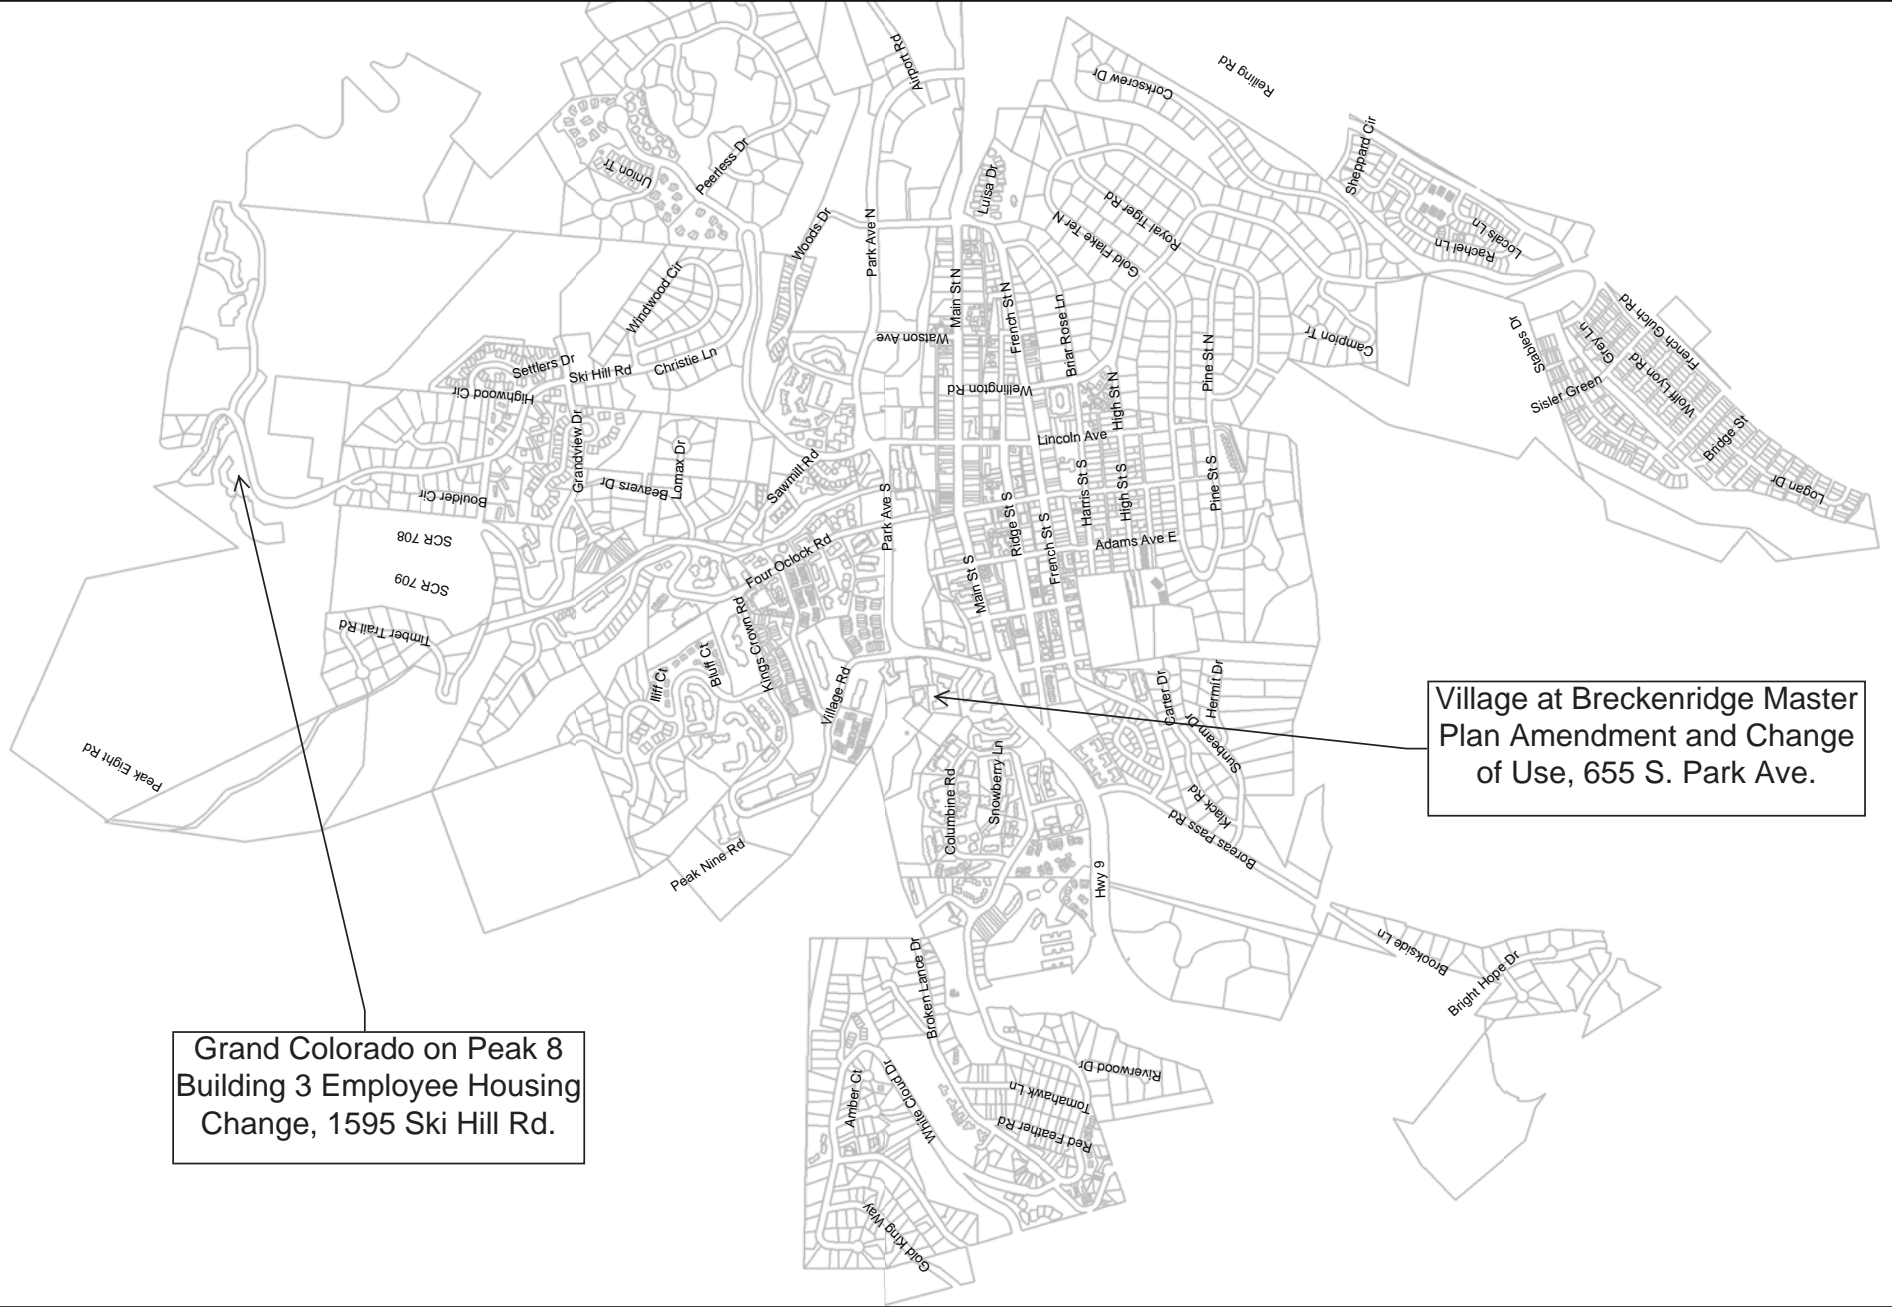 Airport Rd
Reiling Rd
Corkscrew Dr
Sheppard Cir
Union Tr
Peerless Dr
Luisa Dr
Woods Dr
Park Ave N
Royal Tiger Rd
Gold Flake Ter N
Locals Ln
Rachel Ln
Windwood Cir
Main St N
French St N
Briar Rose Ln
Watson Ave
Campion Tr
Pine St N
Stables Dr
Grey Ln
French Gulch Rd
Wolff Lyon Rd
Sisler Green
Bridge St
Logan Dr
Settlers Dr
Ski Hill Rd
Christie Ln
Highwood Cir
Wellington Rd
High St N
Lincoln Ave
Grandview Dr
Lomax Dr
Beavers Dr
Sawmill Rd
Boulder Cir
Park Ave S
Ridge St S
French St S
Harris St S
High St S
Pine St S
Adams Ave E
SCR 708
SCR 709
Four Oclock Rd
Main St S
Timber Trail Rd
Kings Crown Rd
Bluff Ct
Iliff Ct
Village Rd
Carter Dr
Hermit Dr
Sunbeam Dr
Village at Breckenridge Master
Plan Amendment and Change
of Use, 655 S. Park Ave.
Peak Eight Rd
Columbine Rd
Snowberry Ln
Klack Rd
Boreas Pass Rd
Peak Nine Rd
Hwy 9
Brookside Ln
Bright Hope Dr
Broken Lance Dr
Grand Colorado on Peak 8
Building 3 Employee Housing
Change, 1595 Ski Hill Rd.
Amber Ct
White Cloud Dr
Riverwood Dr
Tomahawk Ln
Red Feather Rd
Gold King Way